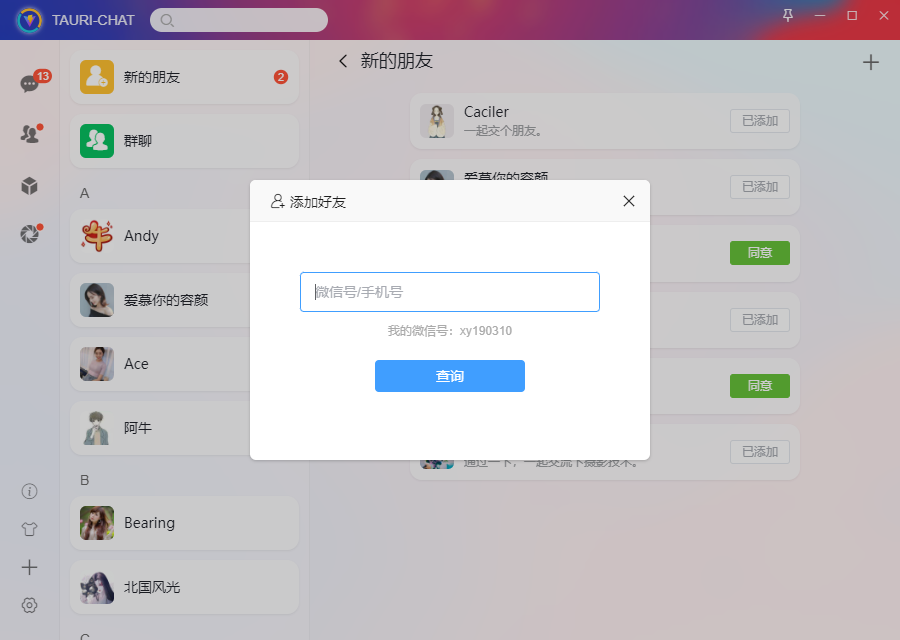 TAURI-CHAT
13
新的朋友
2
群聊
A
Andy
爱慕你的容颜
Ace
阿牛
B
Bearing
北国风光
新的朋友
Caciler
一起交个朋友。
已添加
爱慕你的容颜
已添加
同意
已添加
同意
通过一下，一起交流下摄影技术。
已添加
添加好友
微信号/手机号
我的微信号：xy190310
查询